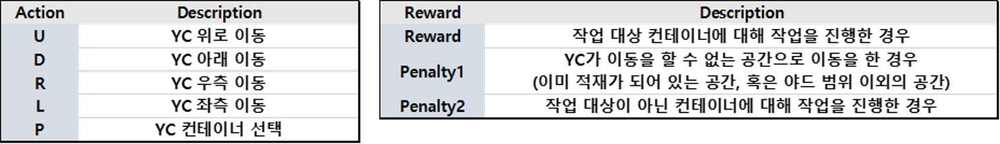 Action Description
U YC 위로 이동
D YC 아래 이동
R YC 우측 이동
L YC 좌측 이동
P YC 컨테이너 선택
Reward Description
Reward 작업 대상 컨테이너에 대해 작업을 진행한 경우
Penalty1 YC가 이동을 할 수 없는 공간으로 이동을 한 경우
(이미 적재가 되어 있는 공간, 혹은 야드 범위 이외의 공간)
Penalty2 작업 대상이 아닌 컨테이너에 대해 작업을 진행한 경우